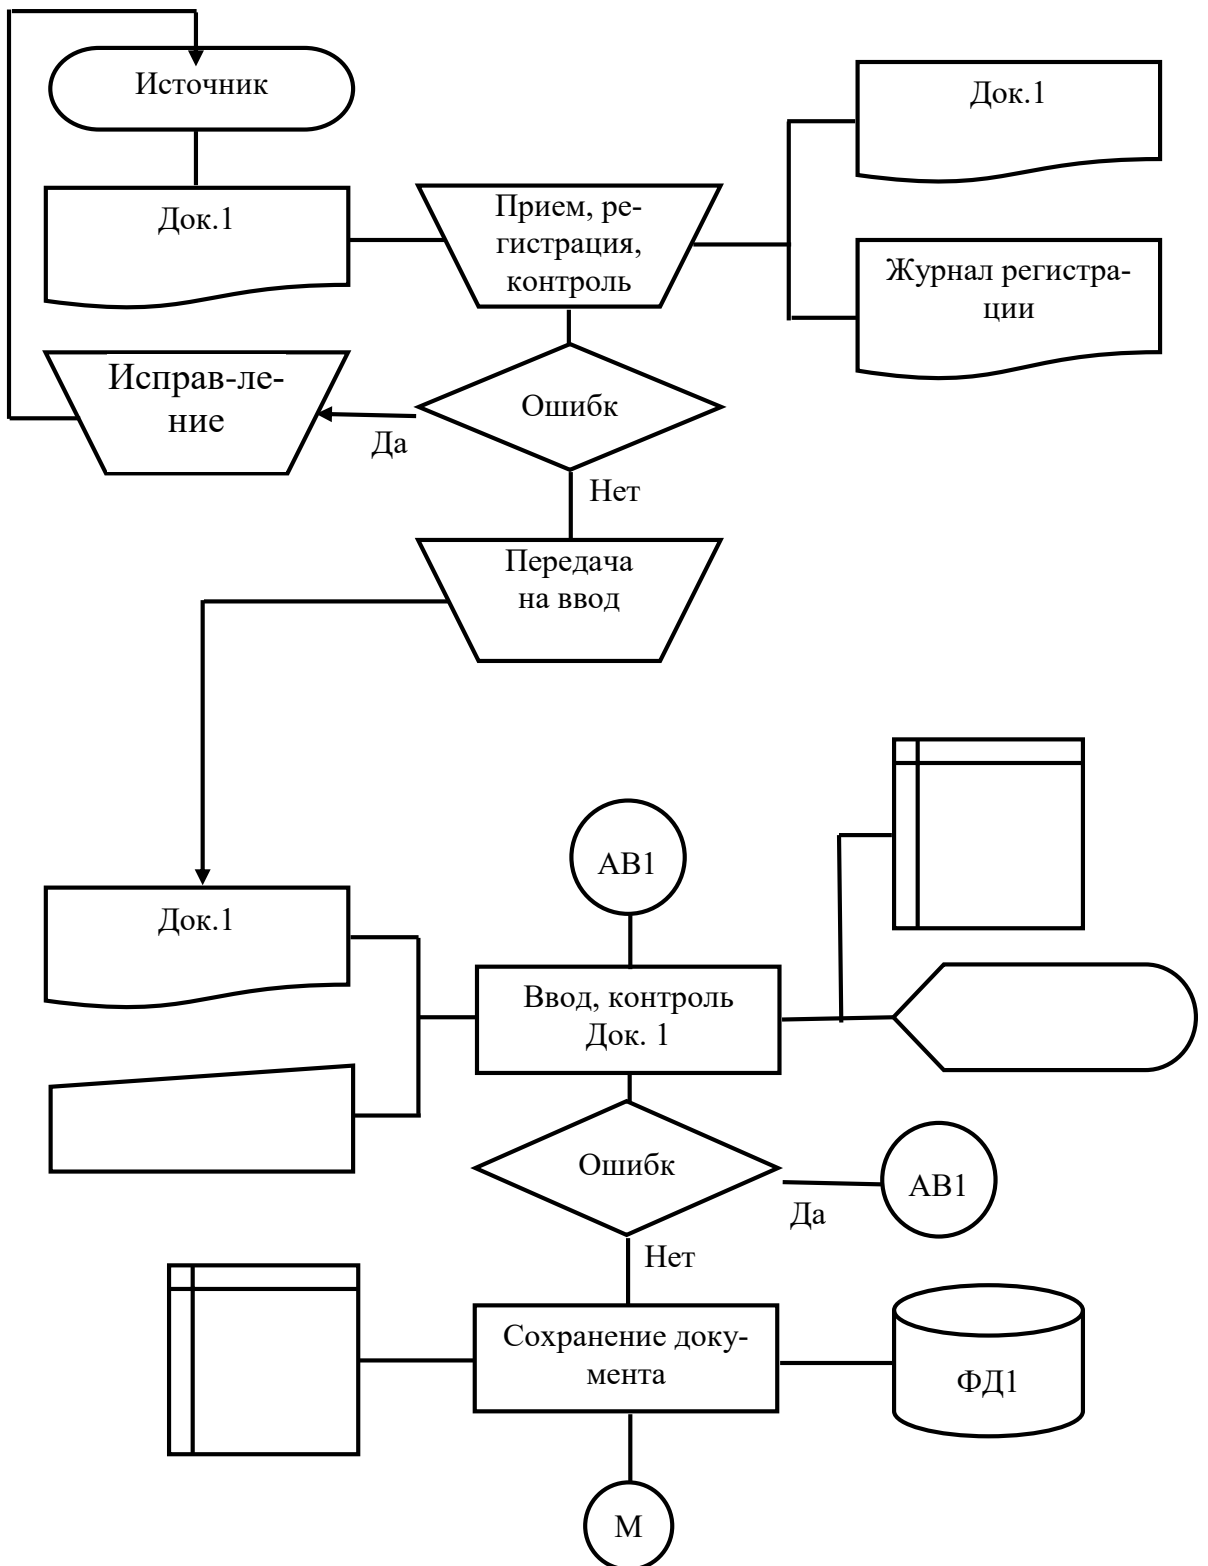 Источник
Док.1
Док.1
Прием, ре-
гистрация,
контроль
Журнал регистра-
ции
Исправ-ле-
ние
Ошибк
Да
Нет
Передача
на ввод
АВ1
Док.1
Ввод, контроль
Док. 1
Ошибк
АВ1
Да
Нет
Сохранение доку-
мента
ФД1
М